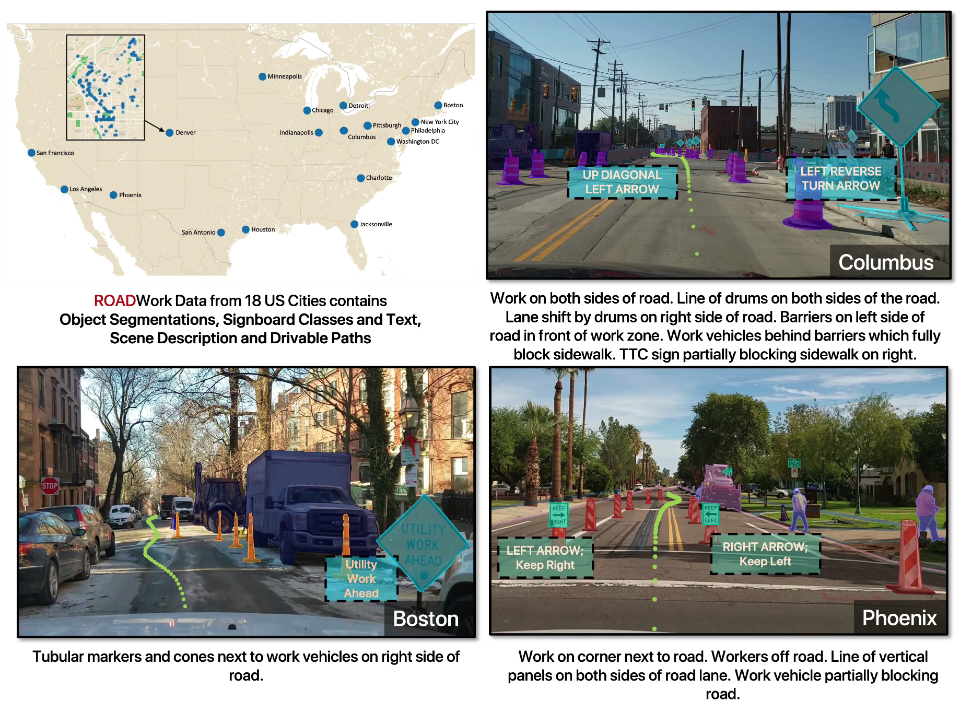 Minneapolis
Chicago
Detroit
Boston
New York City
Pittsburgh
Philadelphia
Indianapolis
Columbus
Denver
Washington DC
San Francisco
Charlotte
Los Angeles
Phoenix
Jacksonville
San Antonio
Houston
ROADWork Data from 18 US Cities contains
Object Segmentations, Signboard Classes and Text,
Scene Description and Drivable Paths
UP DIAGONAL
LEFT ARROW
LEFT REVERSE
TURN ARROW
Columbus
Work on both sides of road. Line of drums on both sides of the road.
Lane shift by drums on right side of road. Barriers on left side of
road in front of work zone. Work vehicles behind barriers which fully
block sidewalk. TTC sign partially blocking sidewalk on right.
STOP
UTILITY
WORK
AHEAD
Utility
Work
Ahead
Boston
Tubular markers and cones next to work vehicles on right side of
road.
KEEP
RIGHT
KEEP
LEFT
LEFT ARROW;
Keep Right
RIGHT ARROW;
Keep Left
Phoenix
Work on corner next to road. Workers off road. Line of vertical
panels on both sides of road lane. Work vehicle partially blocking
road.